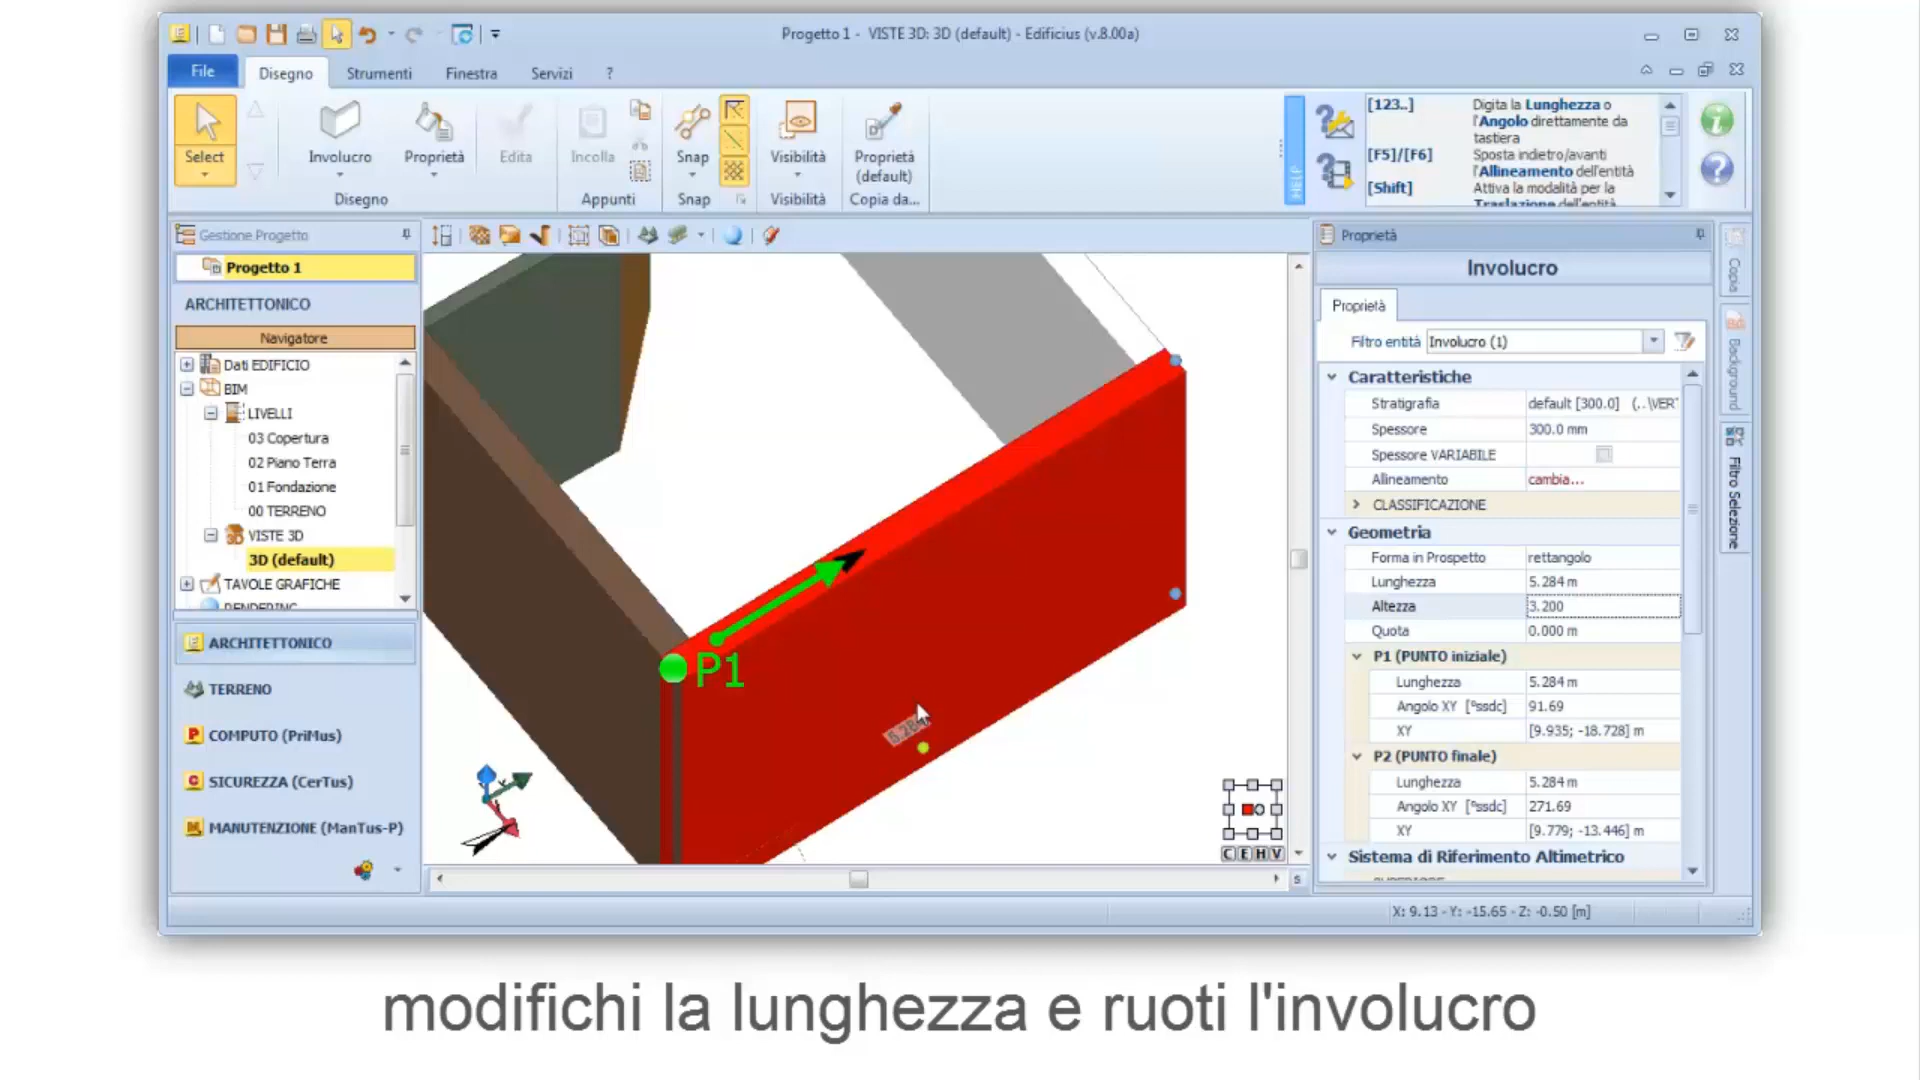 Progetto 1 - VISTE 3D: 3D (default) - Edificius (v.8.00a)
File
Disegno
Strumenti
Finestra
Servizi
?
Select
Involucro
Proprietà
Edita
Incolla
Snap
Visibilità
Proprietà
(default)
Disegno
Appunti
Snap
Visibilità
Copia da...
HELP
[123..] Digita la Lunghezza o
l'Angolo direttamente da
tastiera
[F5]/[F6] Sposta indietro/avanti
l'Allineamento dell'entità
[Shift] Attiva la modalità per la
Traslazione dell'entità
Gestione Progetto
Progetto 1
ARCHITETTONICO
Navigatore
Dati EDIFICIO
BIM
LIVELLI
03 Copertura
02 Piano Terra
01 Fondazione
00 TERRENO
VISTE 3D
3D (default)
TAVOLE GRAFICHE
RENDERING
ARCHITETTONICO
TERRENO
COMPUTO (PriMus)
SICUREZZA (CerTus)
MANUTENZIONE (ManTus-P)
P1
C E H V
S
Proprietà
Involucro
Proprietà
Filtro entità Involucro (1)
Caratteristiche
Stratigrafia default [300.0] (..\VERT
Spessore 300.0 mm
Spessore VARIABILE
Allineamento cambia...
CLASSIFICAZIONE
Geometria
Forma in Prospetto rettangolo
Lunghezza 5.284 m
Altezza 3.200
Quota 0.000 m
P1 (PUNTO iniziale)
Lunghezza 5.284 m
Angolo XY [°ssdc] 91.69
XY [9.935; -18.728] m
P2 (PUNTO finale)
Lunghezza 5.284 m
Angolo XY [°ssdc] 271.69
XY [9.779; -13.446] m
Sistema di Riferimento Altimetrico
SUPERIORE
Copia
Background
Filtro Selezione
X: 9.13 - Y: -15.65 - Z: -0.50 [m]
modifichi la lunghezza e ruoti l'involucro